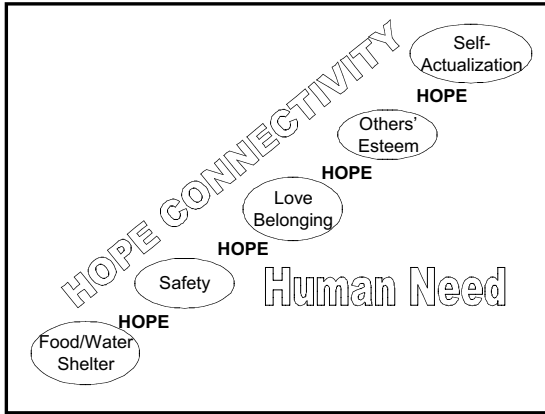 Self-
Actualization
HOPE
Others'
Esteem
HOPE
Love
Belonging
HOPE
Safety
HOPE
Food/Water
Shelter
HOPE CONNECTIVITY
Human Need